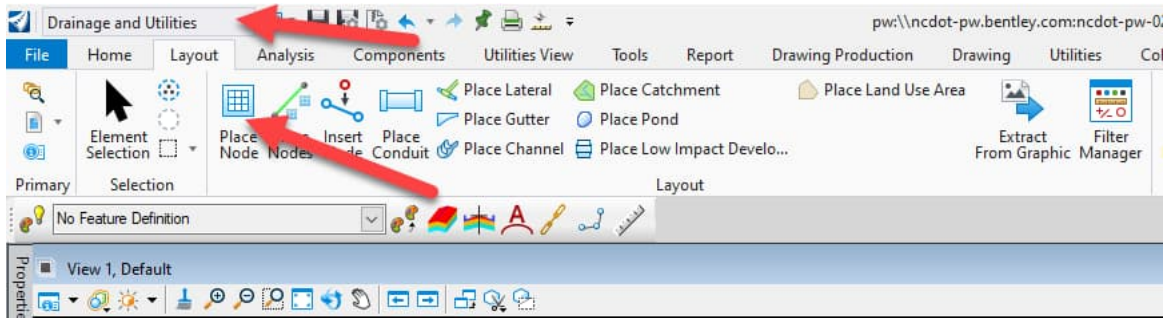 Drainage and Utilities
pw:\\ncdot-pw.bentley.com:ncdot-pw-02
File Home Layout Analysis Components Utilities View Tools Report Drawing Production Drawing Utilities
Place Lateral Place Catchment Place Land Use Area
Place Gutter Place Pond
Place Channel Place Low Impact Develo...
Element Selection
Place Node
Nodes
Insert
Place Conduit
Extract From Graphic
Filter Manager
Primary Selection Layout
No Feature Definition
View 1, Default